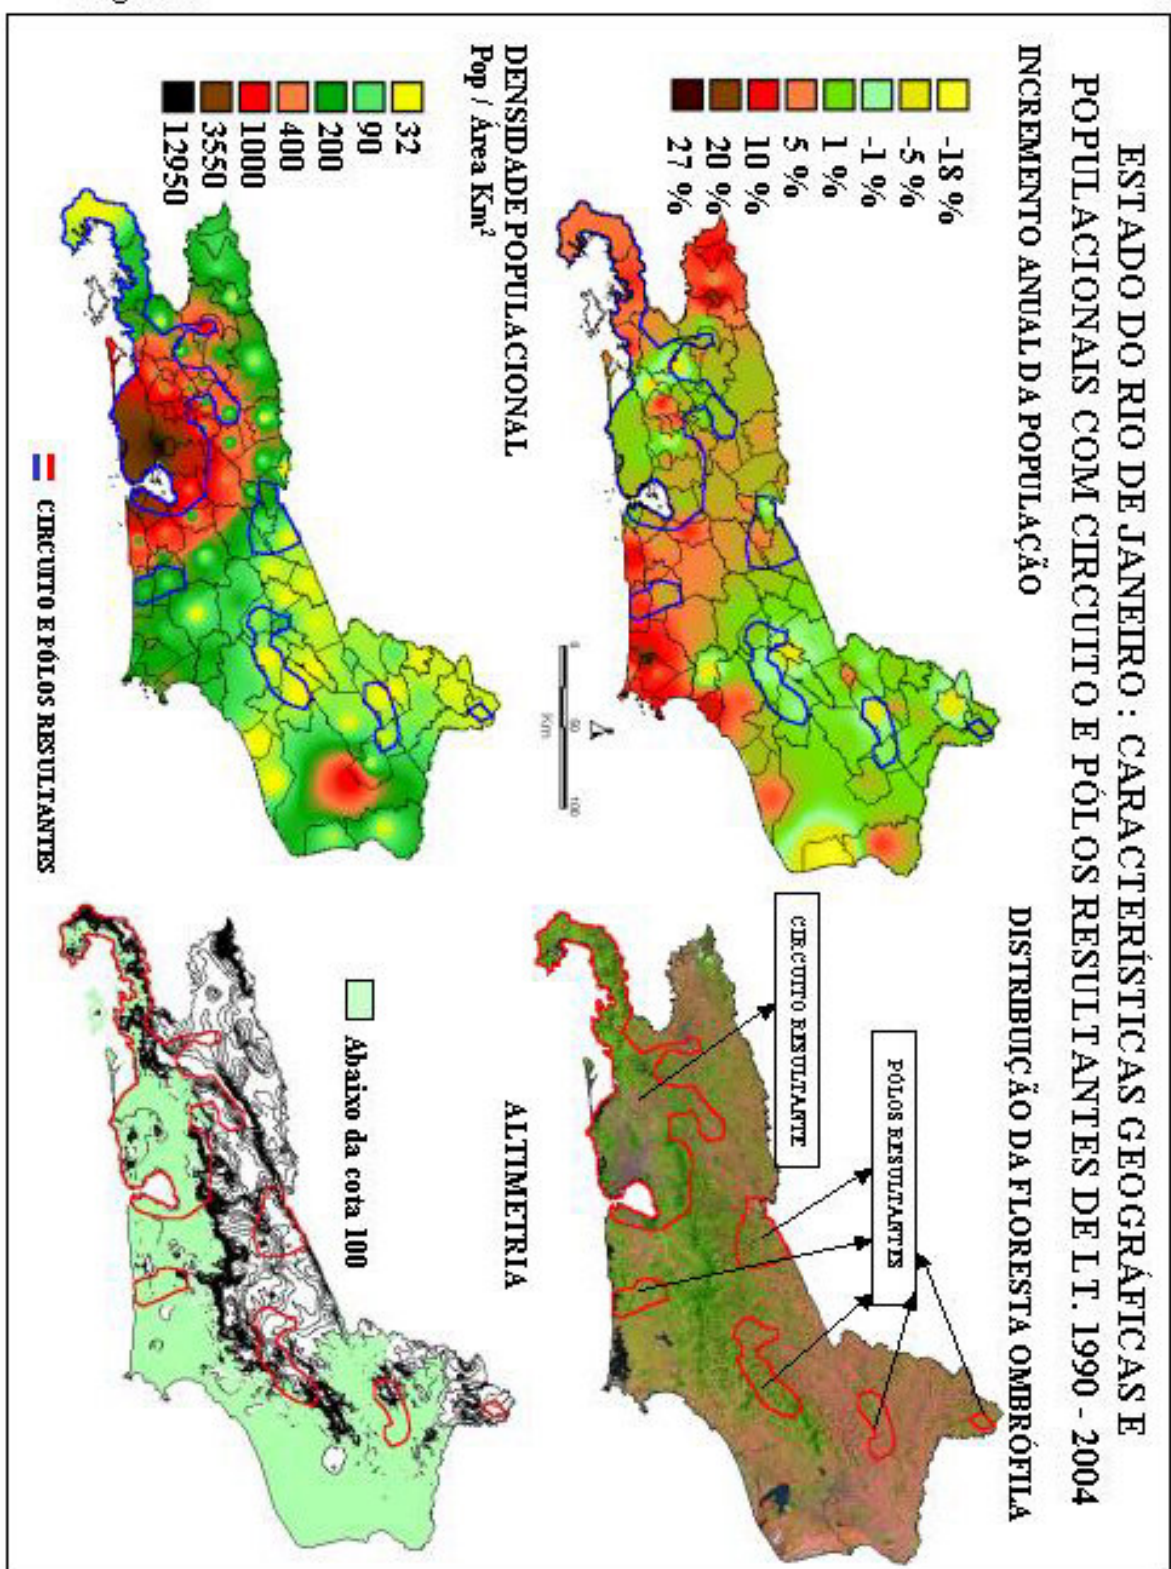 ESTADO DO RIO DE JANEIRO : CARACTERÍSTICAS GEOGRÁFICAS E
POPULACIONAIS COM CIRCUITO E PÓLOS RESULTANTES DE L T. 1990 - 2004
INCREMENTO ANUAL DA POPULAÇÃO
-18 %
-5 %
-1 %
1 %
5 %
10 %
20 %
27 %
DISTRIBUIÇÃO DA FLORESTA OMBRÓFILA
PÓLOS RESULTANTES
CIRCUITO RESULTANTE
0 50 100
Km
DENSIDADE POPULACIONAL
Pop / Área Km²
32
90
200
400
1000
3550
12950
CIRCUITO E PÓLOS RESULTANTES
ALTIMETRIA
Abaixo da cota 100